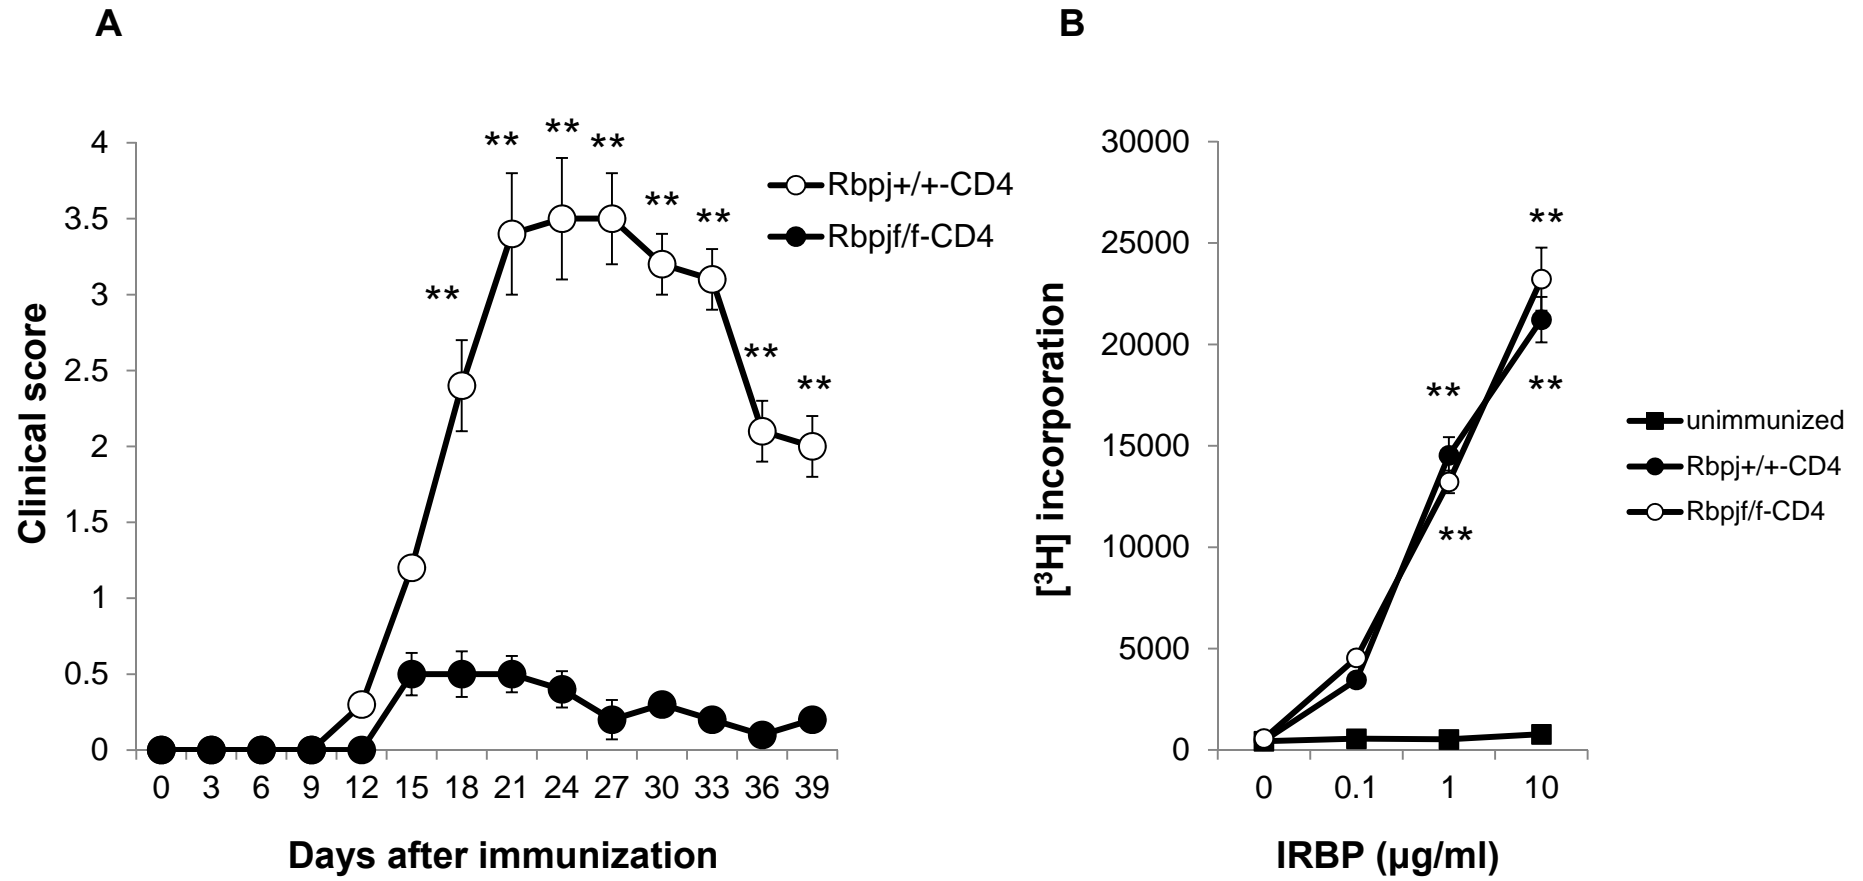 A
B
Clinical score
4
3.5
3
2.5
2
1.5
1
0.5
0
**
**
**
**
**
**
**
**
Rbpj+/+-CD4
Rbpjf/f-CD4
0 3 6 9 12 15 18 21 24 27 30 33 36 39
Days after immunization
[³H] incorporation
30000
25000
20000
15000
10000
5000
0
**
**
**
**
unimmunized
Rbpj+/+-CD4
Rbpjf/f-CD4
0 0.1 1 10
IRBP (μg/ml)